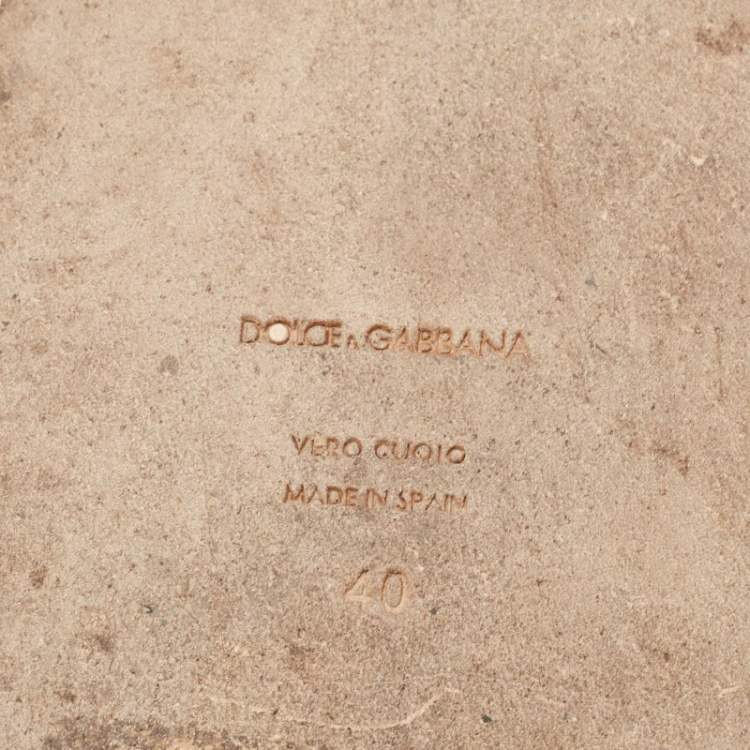 DOLCE & GABBANA
VERO CUOIO
MADE IN SPAIN
40